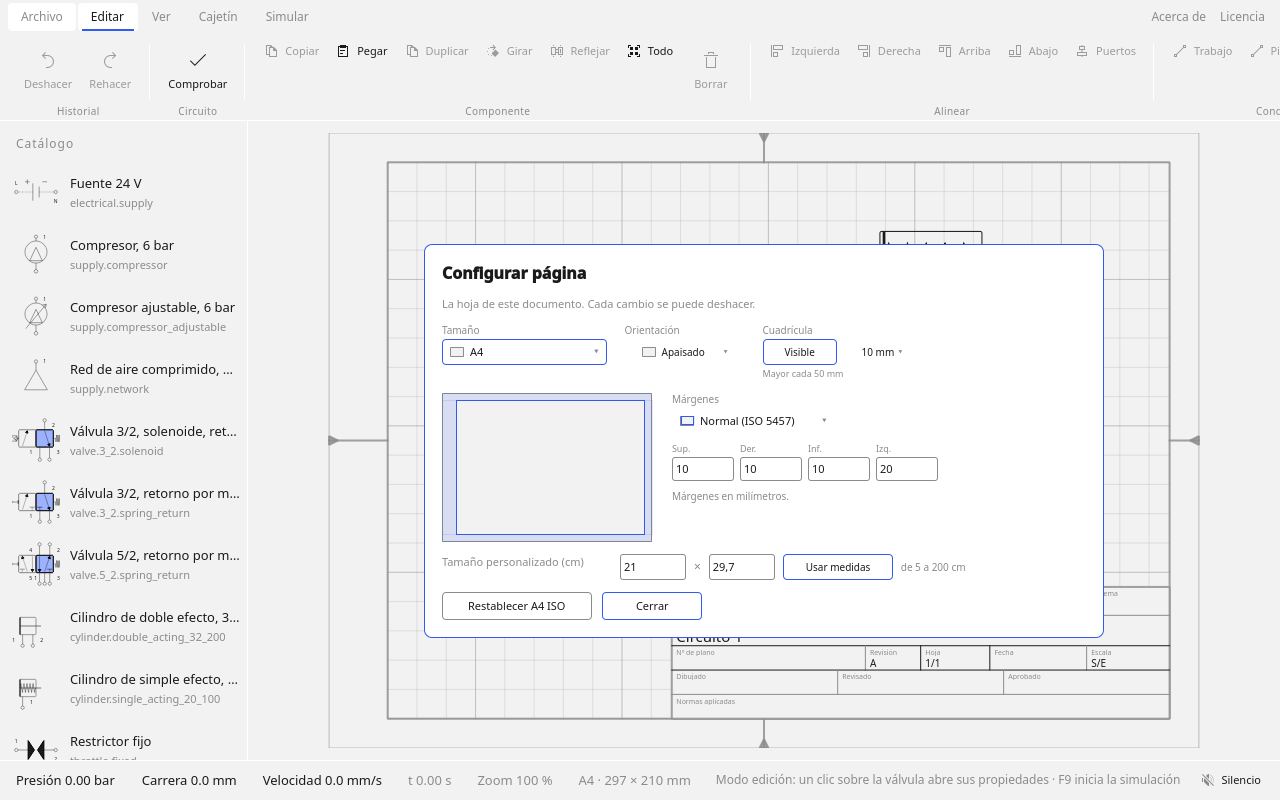 Archivo Editar Ver Cajetín Simular Acerca de Licencia
Copiar Pegar Duplicar Girar Reflejar Todo Izquierda Derecha Arriba Abajo Puertos Trabajo
Deshacer Rehacer Comprobar Borrar
Historial Circuito Componente Alinear
Catálogo
Fuente 24 V
electrical.supply
Compresor, 6 bar
supply.compressor
Compresor ajustable, 6 bar
supply.compressor_adjustable
Red de aire comprimido, ...
supply.network
Válvula 3/2, solenoide, ret...
valve.3_2.solenoid
Válvula 3/2, retorno por m...
valve.3_2.spring_return
Válvula 5/2, retorno por m...
valve.5_2.spring_return
Cilindro de doble efecto, 3...
cylinder.double_acting_32_200
Cilindro de simple efecto, ...
cylinder.single_acting_20_100
Restrictor fijo
Configurar página
La hoja de este documento. Cada cambio se puede deshacer.
Tamaño Orientación Cuadrícula
A4 Apaisado Visible 10 mm
Mayor cada 50 mm
Márgenes
Normal (ISO 5457)
Sup. Der. Inf. Izq.
10 10 10 20
Márgenes en milímetros.
Tamaño personalizado (cm) 21 × 29,7 Usar medidas de 5 a 200 cm
Restablecer A4 ISO Cerrar
Circuito 1
Nº de plano Revisión Hoja Fecha Escala
A 1/1 S/E
Dibujado Revisado Aprobado
Normas aplicadas
Presión 0.00 bar Carrera 0.0 mm Velocidad 0.0 mm/s t 0.00 s Zoom 100 % A4 · 297 × 210 mm Modo edición: un clic sobre la válvula abre sus propiedades · F9 inicia la simulación Silencio